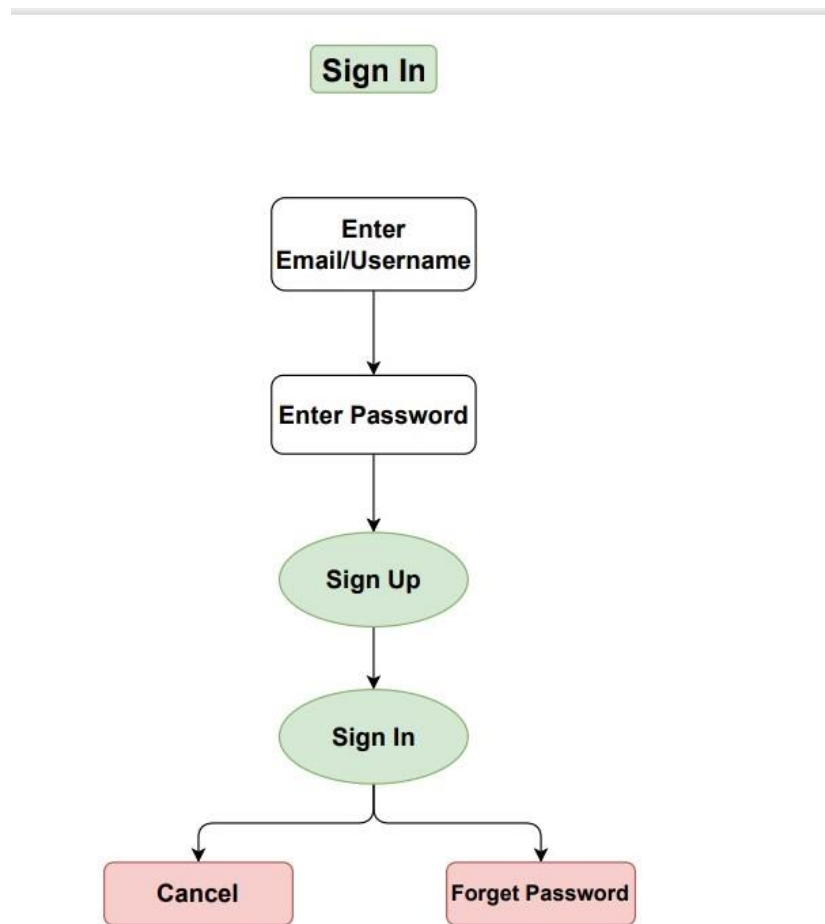 Sign In
Enter
Email/Username
Enter Password
Sign Up
Sign In
Cancel
Forget Password